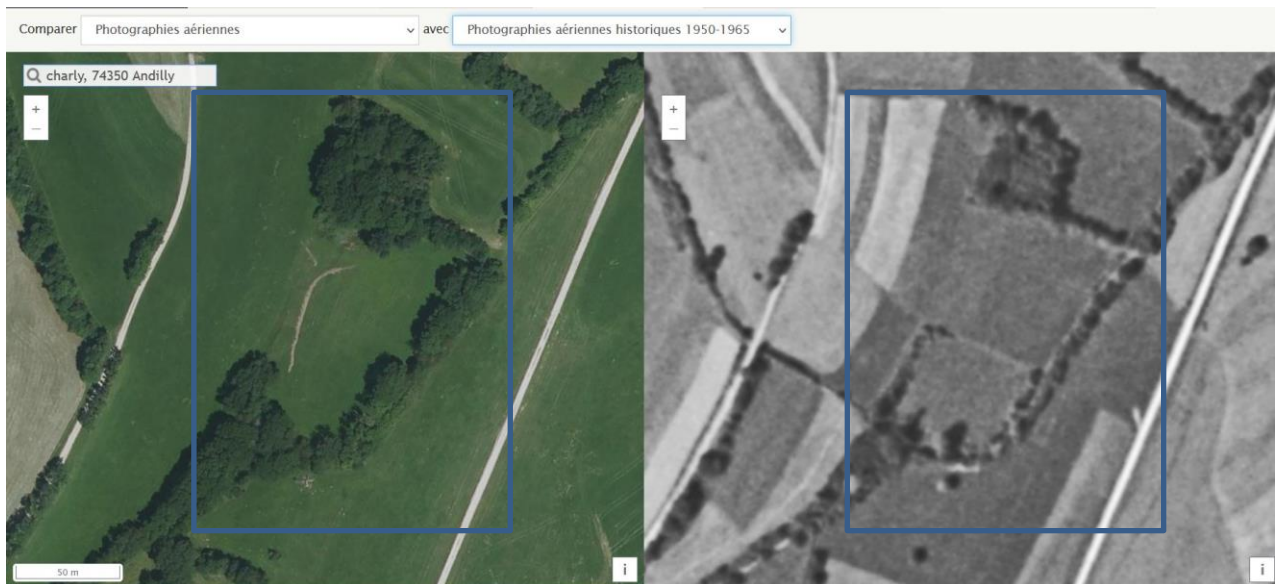 Comparer Photographies aériennes avec Photographies aériennes historiques 1950-1965
charly, 74350 Andilly
+
–
+
–
50 m
i
i